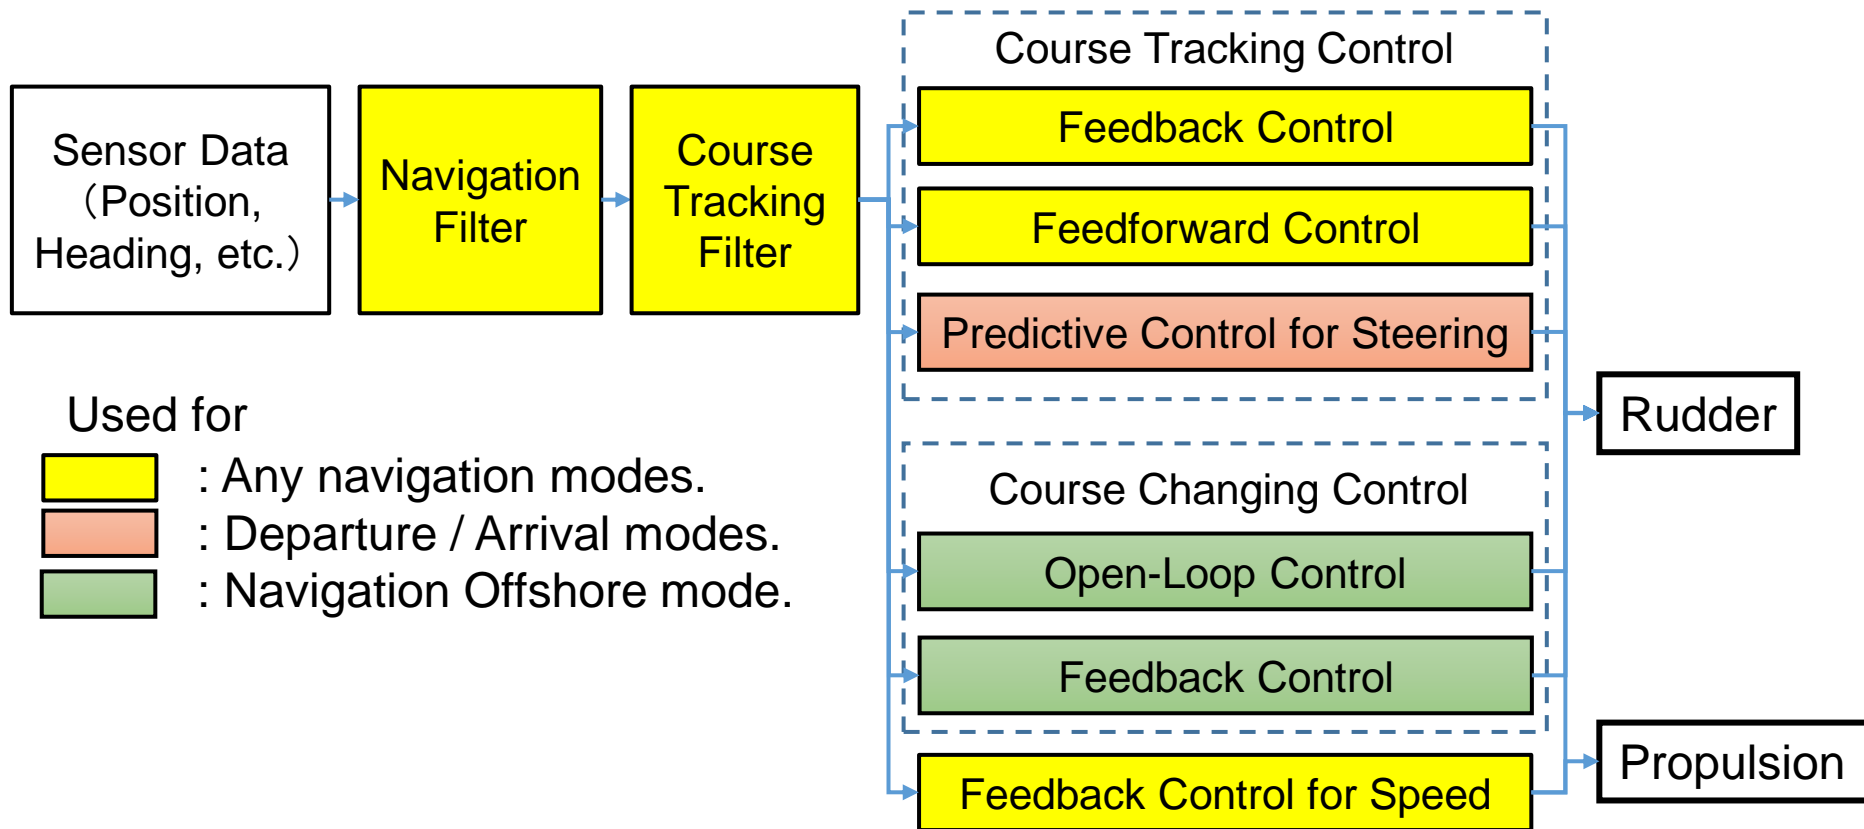 Sensor Data
（Position,
Heading, etc.）
Navigation
Filter
Course
Tracking
Filter
Course Tracking Control
Feedback Control
Feedforward Control
Predictive Control for Steering
Course Changing Control
Open-Loop Control
Feedback Control
Feedback Control for Speed
Rudder
Propulsion
Used for
: Any navigation modes.
: Departure / Arrival modes.
: Navigation Offshore mode.